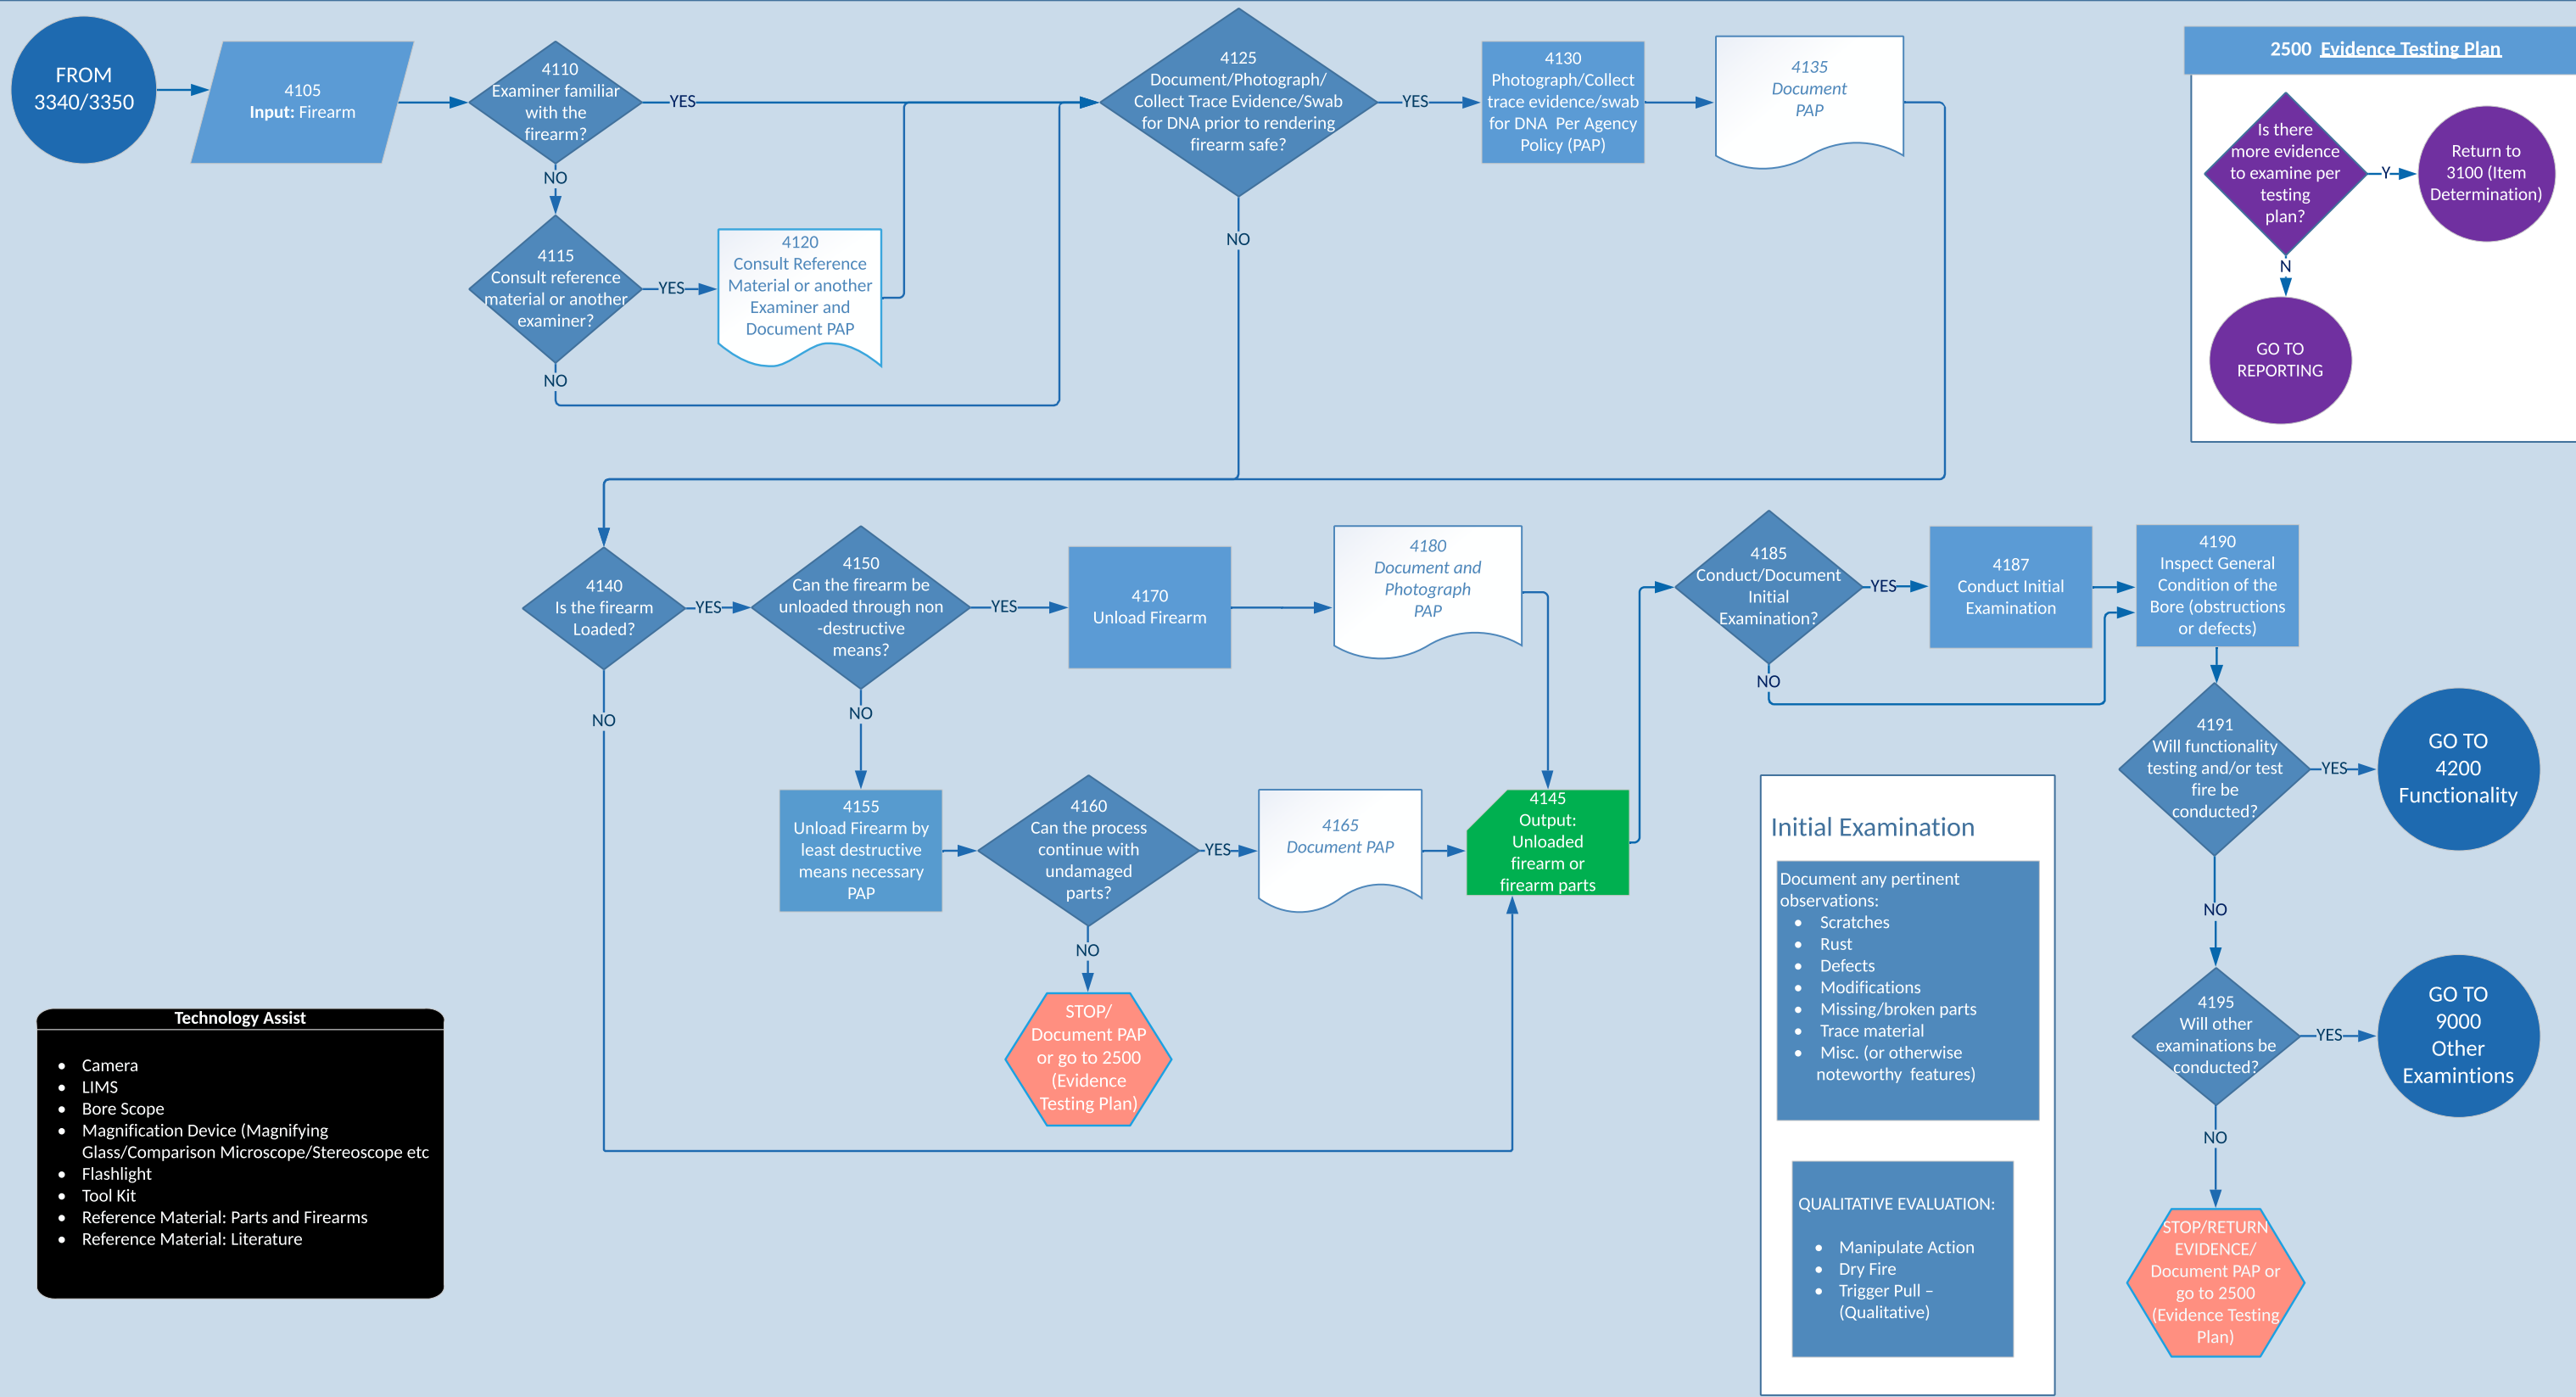 FROM
3340/3350
4105
Input: Firearm
4110
Examiner familiar
with the
firearm?
YES
NO
4115
Consult reference
material or another
examiner?
YES
NO
4120
Consult Reference
Material or another
Examiner and
Document PAP
4125
Document/Photograph/
Collect Trace Evidence/Swab
for DNA prior to rendering
firearm safe?
YES
NO
4130
Photograph/Collect
trace evidence/swab
for DNA Per Agency
Policy (PAP)
4135
Document
PAP
2500 Evidence Testing Plan
Is there
more evidence
to examine per
testing
plan?
Y
Return to
3100 (Item
Determination)
N
GO TO
REPORTING
4140
Is the firearm
Loaded?
YES
NO
4150
Can the firearm be
unloaded through non
-destructive
means?
YES
NO
4170
Unload Firearm
4180
Document and
Photograph
PAP
4155
Unload Firearm by
least destructive
means necessary
PAP
4160
Can the process
continue with
undamaged
parts?
YES
NO
4165
Document PAP
4145
Output:
Unloaded
firearm or
firearm parts
STOP/
Document PAP
or go to 2500
(Evidence
Testing Plan)
4185
Conduct/Document
Initial
Examination?
YES
NO
4187
Conduct Initial
Examination
4190
Inspect General
Condition of the
Bore (obstructions
or defects)
4191
Will functionality
testing and/or test
fire be
conducted?
YES
GO TO
4200
Functionality
NO
4195
Will other
examinations be
conducted?
YES
GO TO
9000
Other
Examintions
NO
STOP/RETURN
EVIDENCE/
Document PAP or
go to 2500
(Evidence Testing
Plan)
Initial Examination
Document any pertinent
observations:
• Scratches
• Rust
• Defects
• Modifications
• Missing/broken parts
• Trace material
• Misc. (or otherwise
noteworthy features)
QUALITATIVE EVALUATION:
• Manipulate Action
• Dry Fire
• Trigger Pull –
(Qualitative)
Technology Assist
• Camera
• LIMS
• Bore Scope
• Magnification Device (Magnifying
Glass/Comparison Microscope/Stereoscope etc
• Flashlight
• Tool Kit
• Reference Material: Parts and Firearms
• Reference Material: Literature